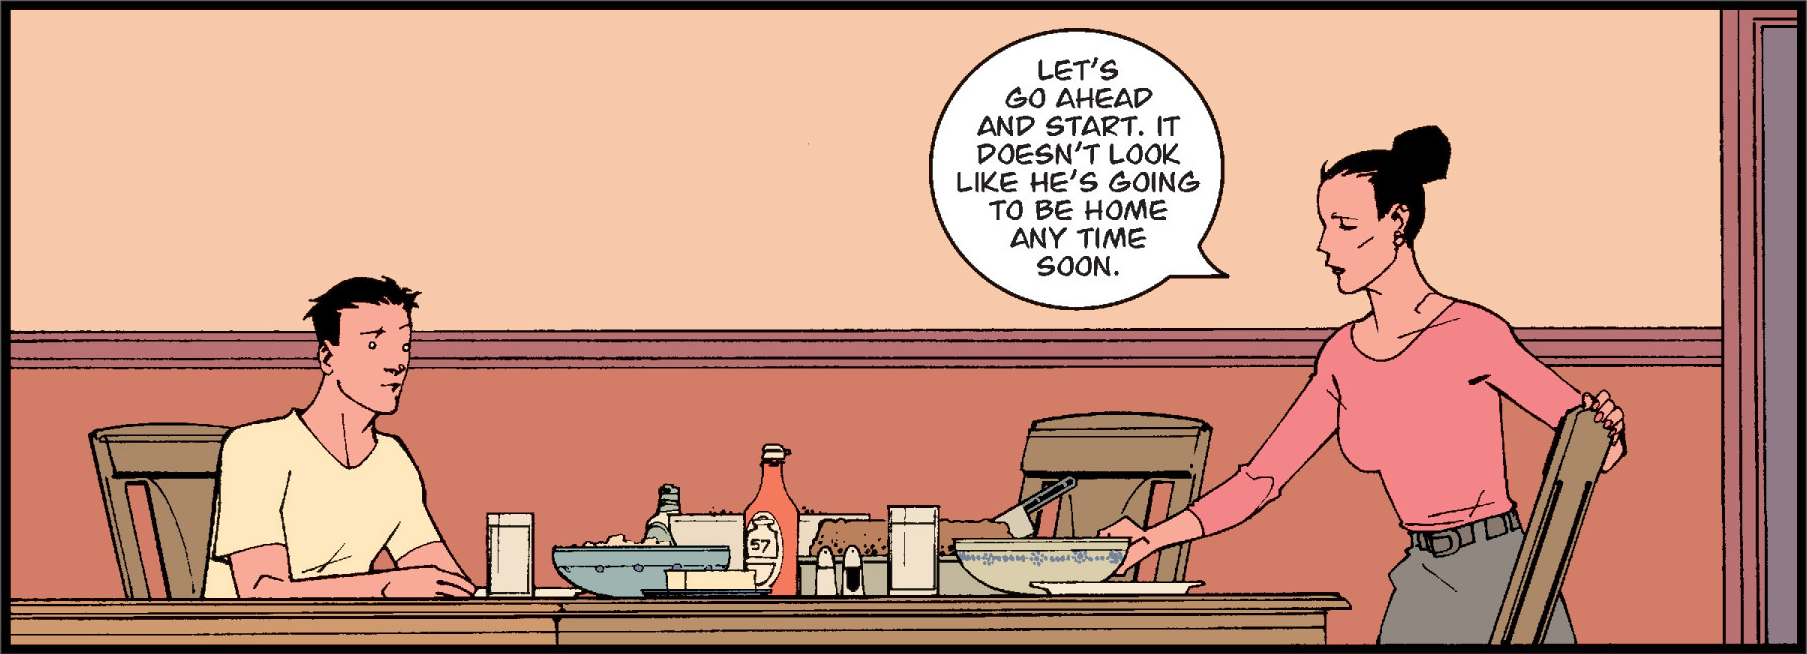 LET'S
GO AHEAD
AND START. IT
DOESN'T LOOK
LIKE HE'S GOING
TO BE HOME
ANY TIME
SOON.
57